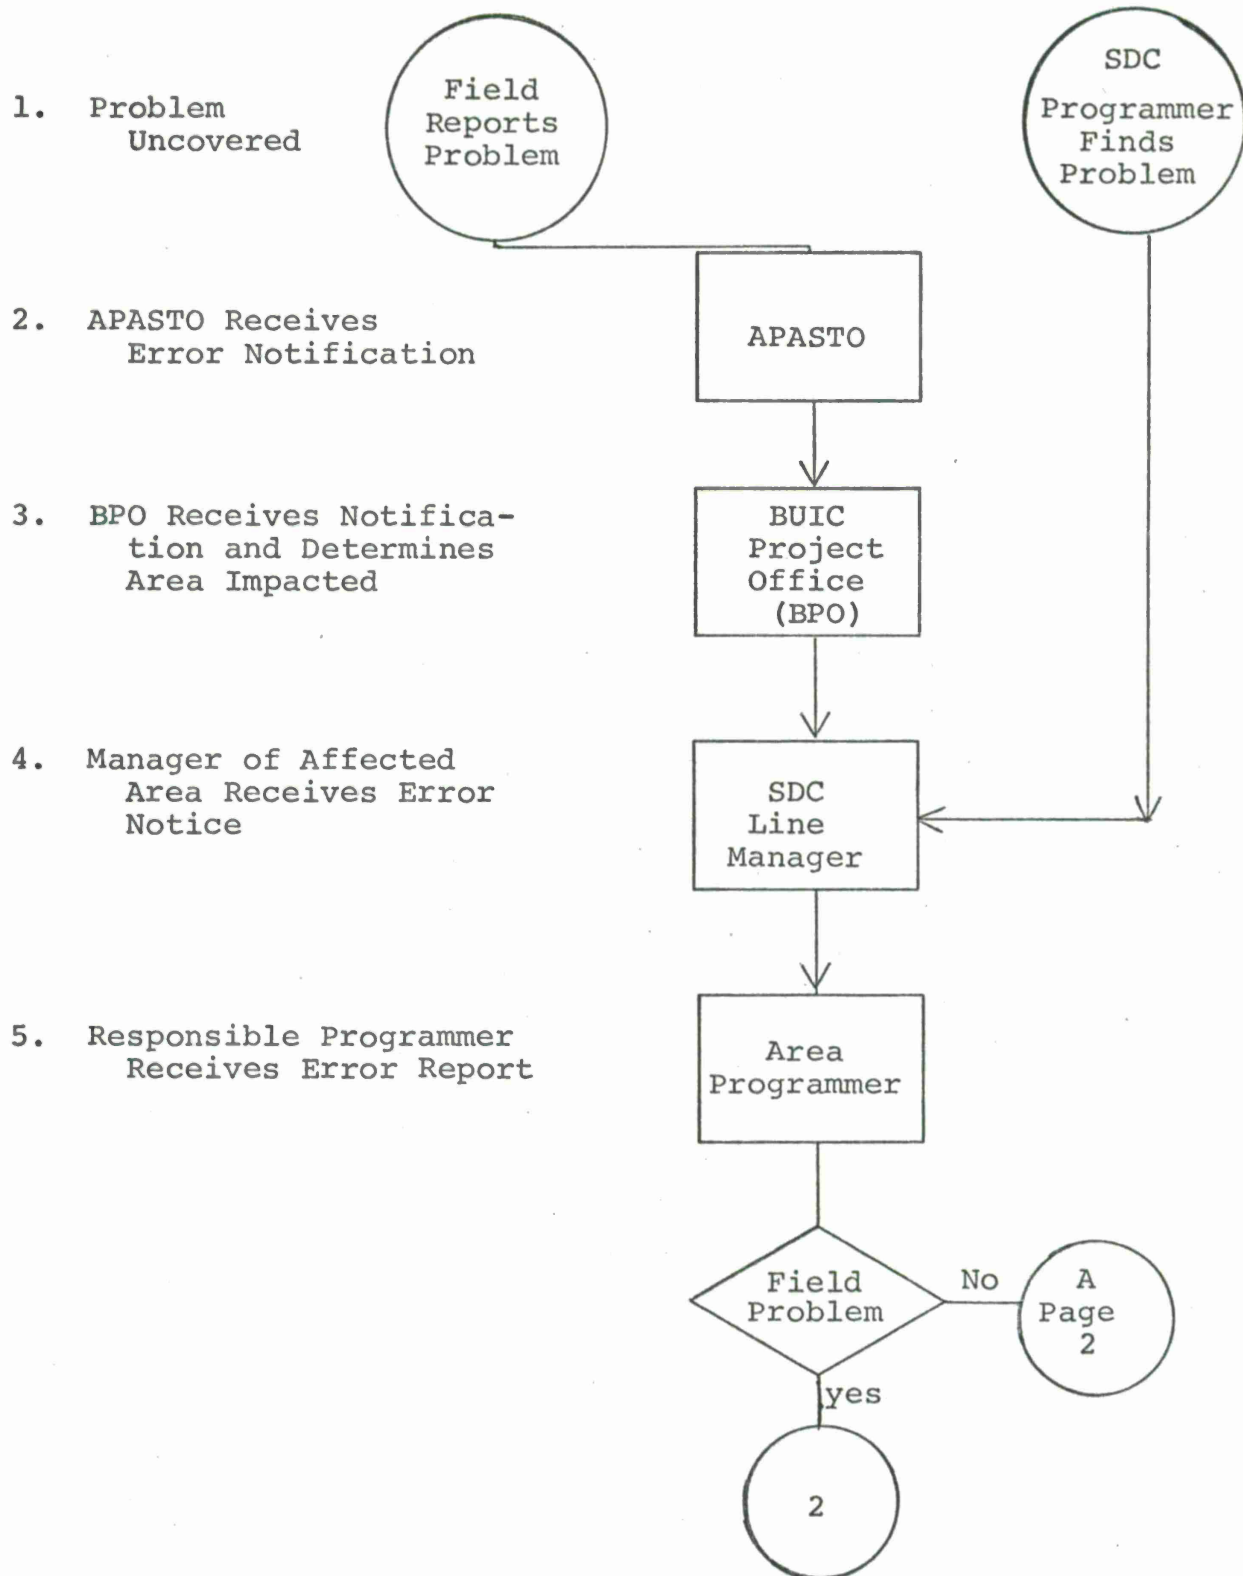 1. Problem
Uncovered
Field
Reports
Problem
SDC
Programmer
Finds
Problem
2. APASTO Receives
Error Notification
APASTO
3. BPO Receives Notifica-
tion and Determines
Area Impacted
BUIC
Project
Office
(BPO)
4. Manager of Affected
Area Receives Error
Notice
SDC
Line
Manager
5. Responsible Programmer
Receives Error Report
Area
Programmer
Field
Problem
No
A
Page
2
yes
2